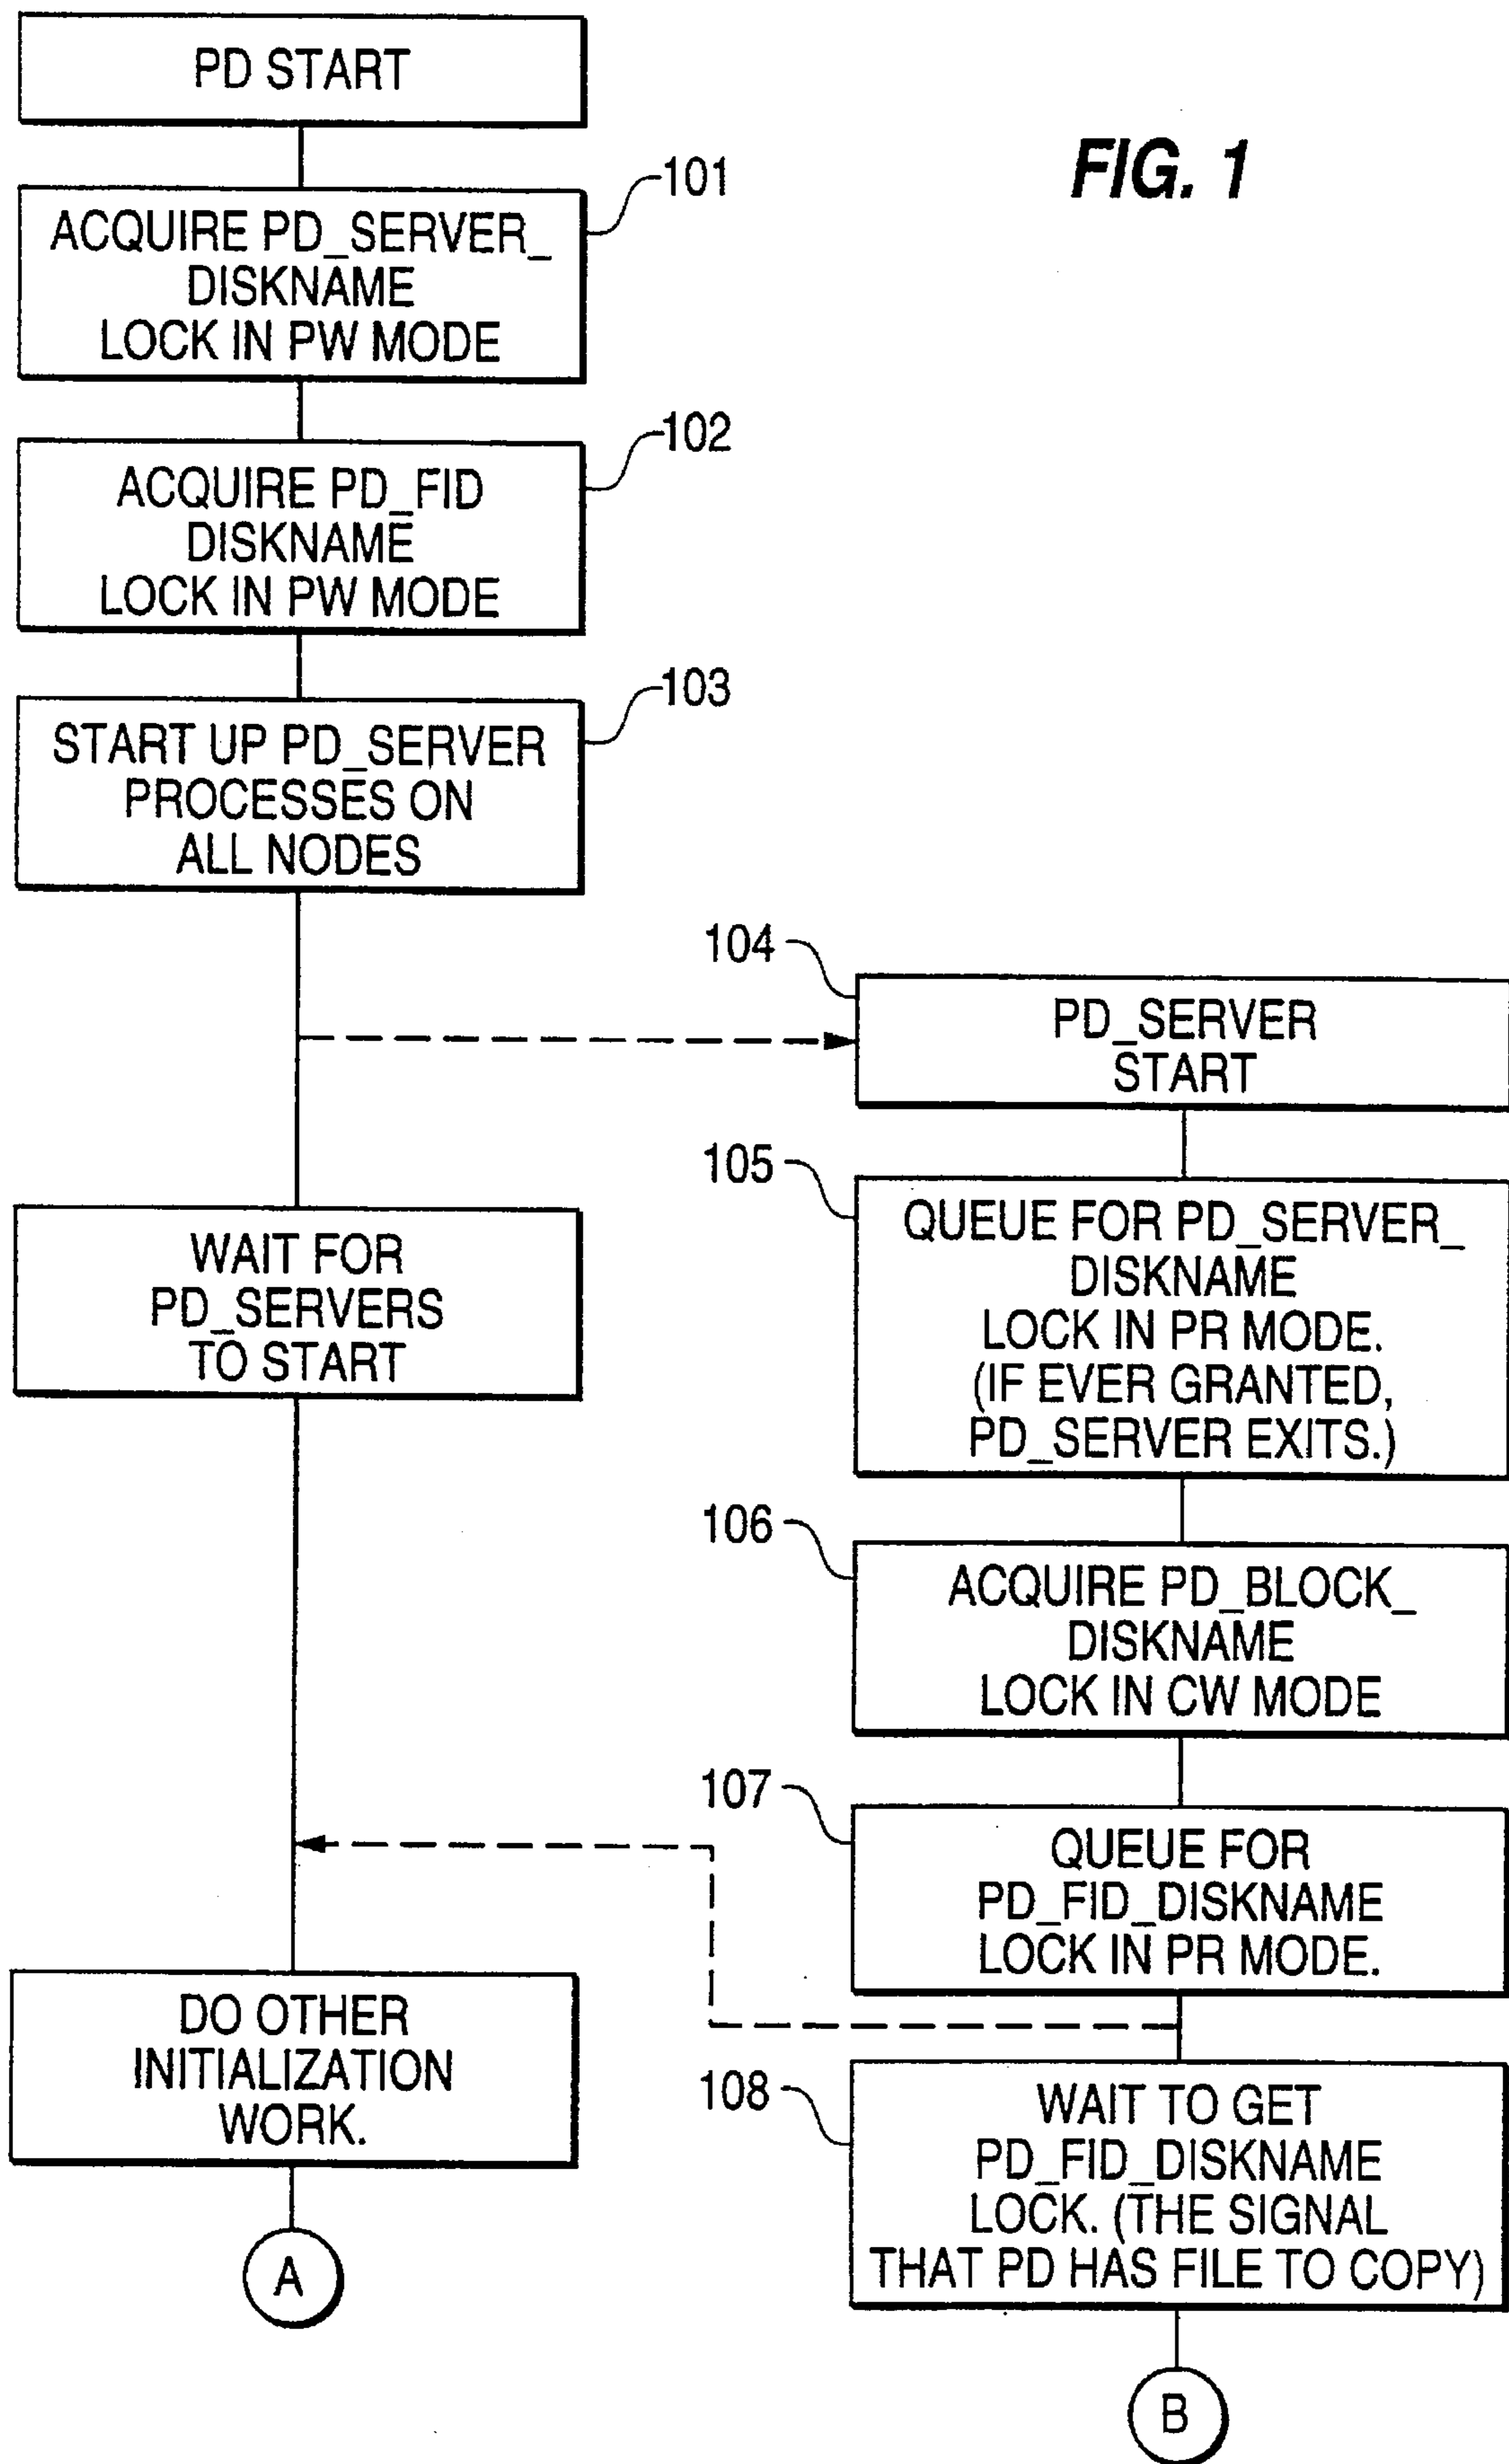 PD START
FIG. 1
101
ACQUIRE PD_SERVER_
DISKNAME
LOCK IN PW MODE
102
ACQUIRE PD_FID
DISKNAME
LOCK IN PW MODE
103
START UP PD_SERVER
PROCESSES ON
ALL NODES
104
PD_SERVER
START
105
QUEUE FOR PD_SERVER_
DISKNAME
LOCK IN PR MODE.
(IF EVER GRANTED,
PD_SERVER EXITS.)
WAIT FOR
PD_SERVERS
TO START
106
ACQUIRE PD_BLOCK_
DISKNAME
LOCK IN CW MODE
107
QUEUE FOR
PD_FID_DISKNAME
LOCK IN PR MODE.
DO OTHER
INITIALIZATION
WORK.
108
WAIT TO GET
PD_FID_DISKNAME
LOCK. (THE SIGNAL
THAT PD HAS FILE TO COPY)
A
B